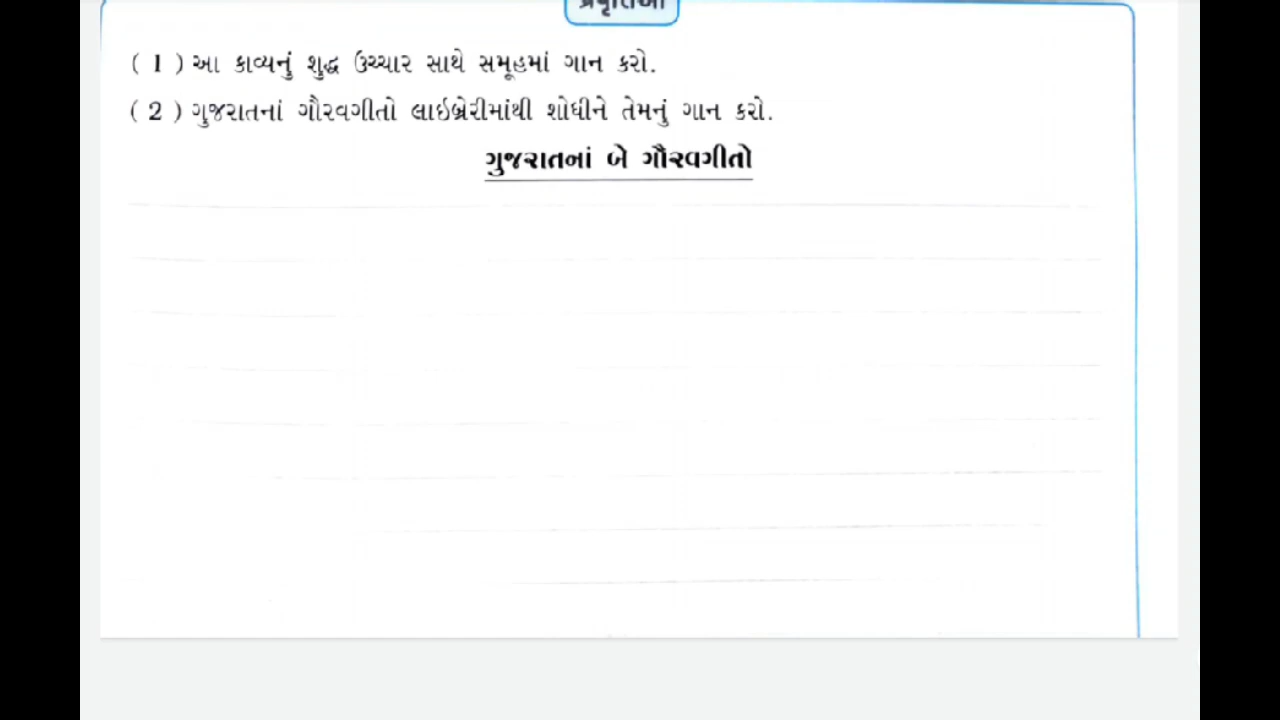 ( 1 ) આ કાવ્યનું શુદ્ધ ઉચ્ચાર સાથે સમૂહમાં ગાન કરો.
( 2 ) ગુજરાતનાં ગૌરવગીતો લાઇબ્રેરીમાંથી શોધીને તેમનું ગાન કરો.
ગુજરાતનાં બે ગૌરવગીતો